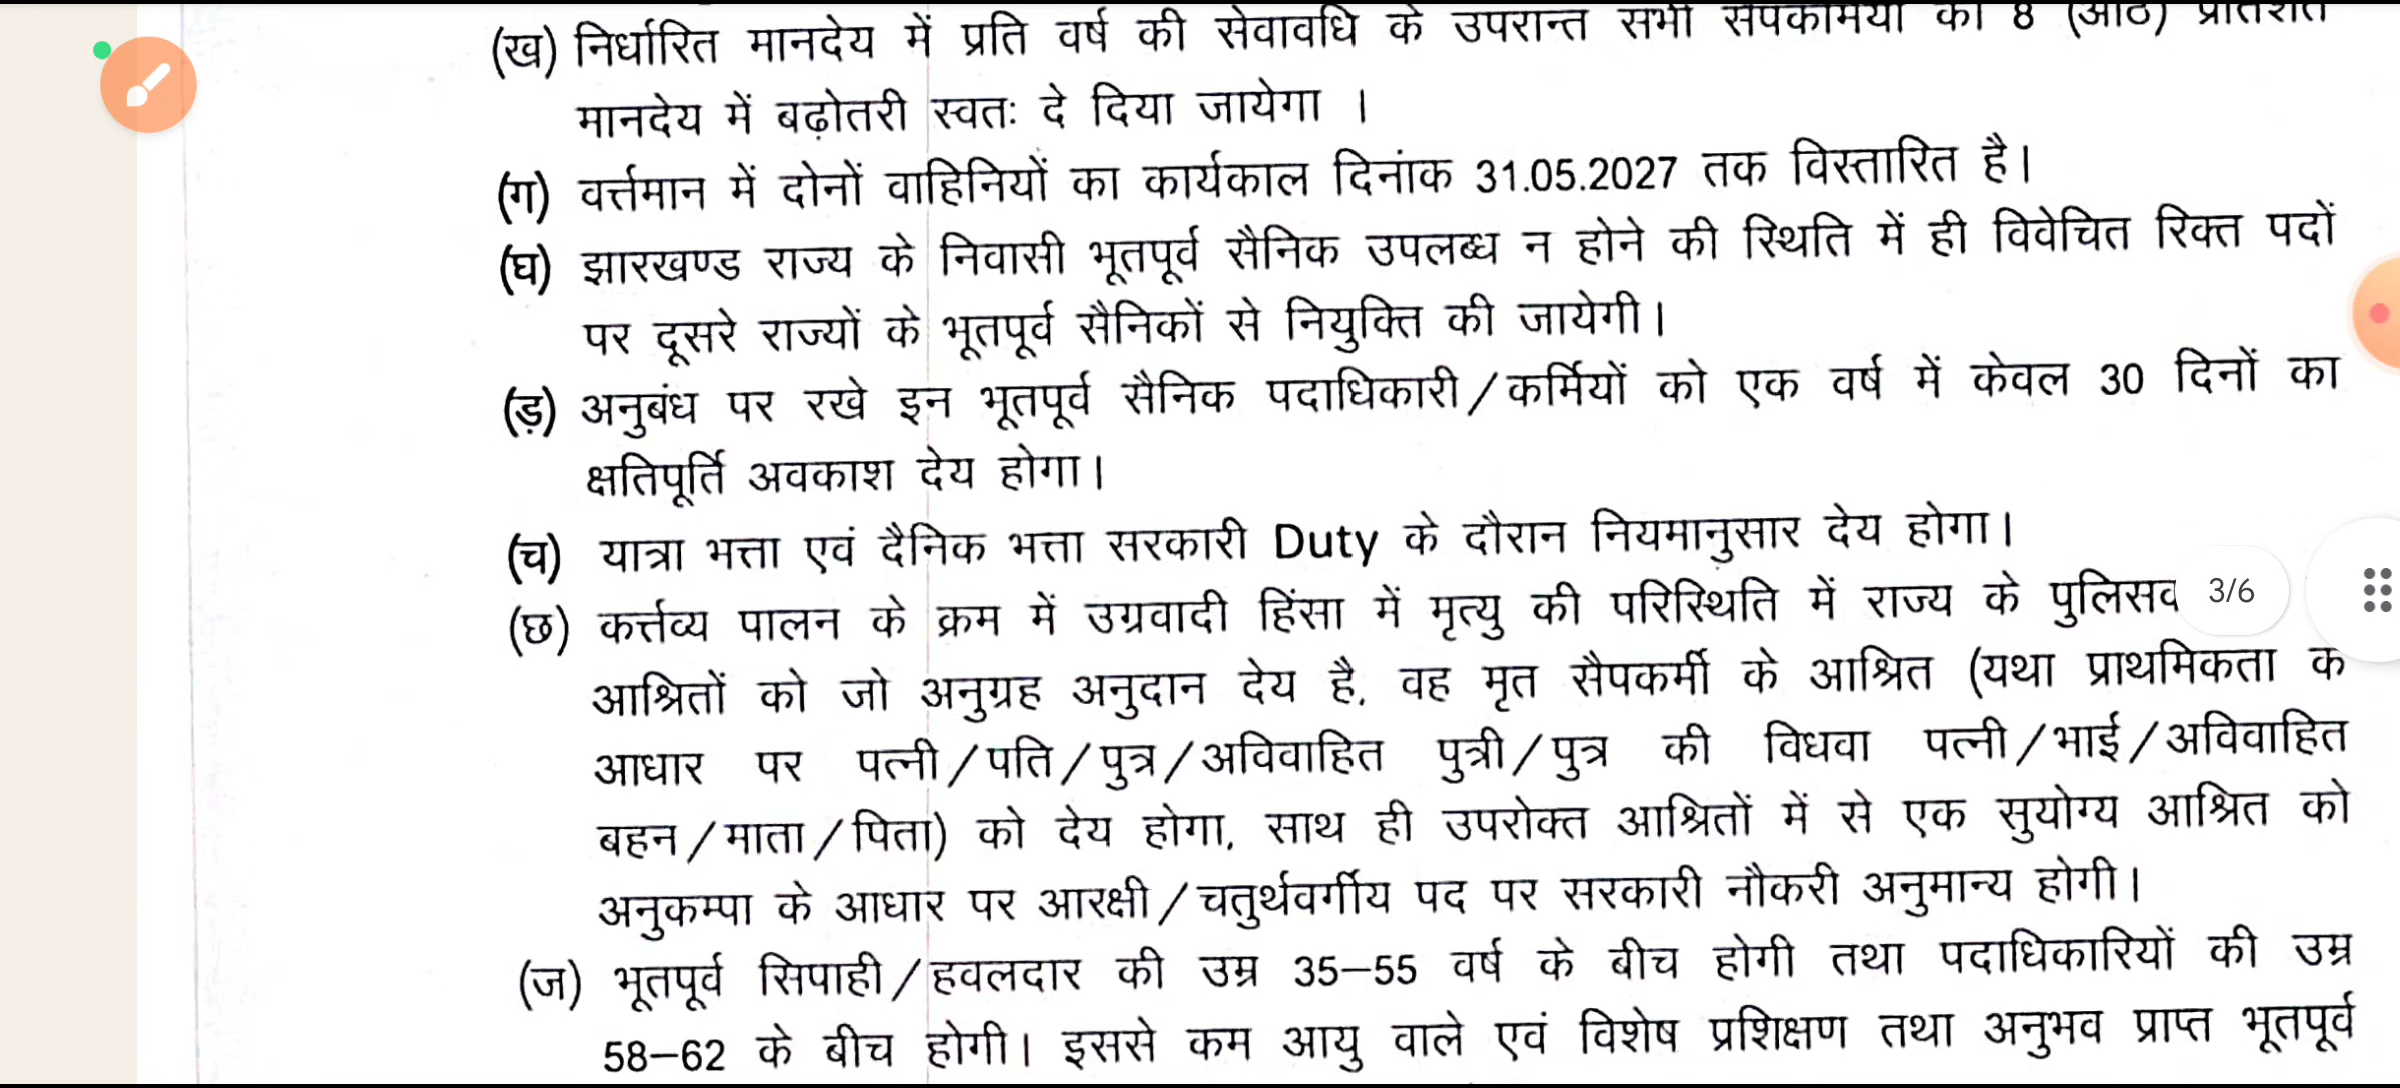 (ख) निर्धारित मानदेय में प्रति वर्ष की सेवावधि के उपरान्त सभी सैपकर्मियों को 8 (आठ) प्रतिशत
मानदेय में बढ़ोतरी स्वतः दे दिया जायेगा ।
(ग) वर्त्तमान में दोनों वाहिनियों का कार्यकाल दिनांक 31.05.2027 तक विस्तारित है।
(घ) झारखण्ड राज्य के निवासी भूतपूर्व सैनिक उपलब्ध न होने की स्थिति में ही विवेचित रिक्त पदों
पर दूसरे राज्यों के भूतपूर्व सैनिकों से नियुक्ति की जायेगी।
(ड़) अनुबंध पर रखे इन भूतपूर्व सैनिक पदाधिकारी/कर्मियों को एक वर्ष में केवल 30 दिनों का
क्षतिपूर्ति अवकाश देय होगा।
(च) यात्रा भत्ता एवं दैनिक भत्ता सरकारी Duty के दौरान नियमानुसार देय होगा।
(छ) कर्त्तव्य पालन के क्रम में उग्रवादी हिंसा में मृत्यु की परिस्थिति में राज्य के 3/6
आश्रितों को जो अनुग्रह अनुदान देय है, वह मृत सैपकर्मी के आश्रित (यथा प्राथमिकता क
आधार पर पत्नी/पति/पुत्र/अविवाहित पुत्री/पुत्र की विधवा पत्नी/भाई/अविवाहित
बहन/माता/पिता) को देय होगा, साथ ही उपरोक्त आश्रितों में से एक सुयोग्य आश्रित को
अनुकम्पा के आधार पर आरक्षी/चतुर्थवर्गीय पद पर सरकारी नौकरी अनुमान्य होगी।
(ज) भूतपूर्व सिपाही/हवलदार की उम्र 35–55 वर्ष के बीच होगी तथा पदाधिकारियों की उम्र
58–62 के बीच होगी। इससे कम आयु वाले एवं विशेष प्रशिक्षण तथा अनुभव प्राप्त भूतपूर्व